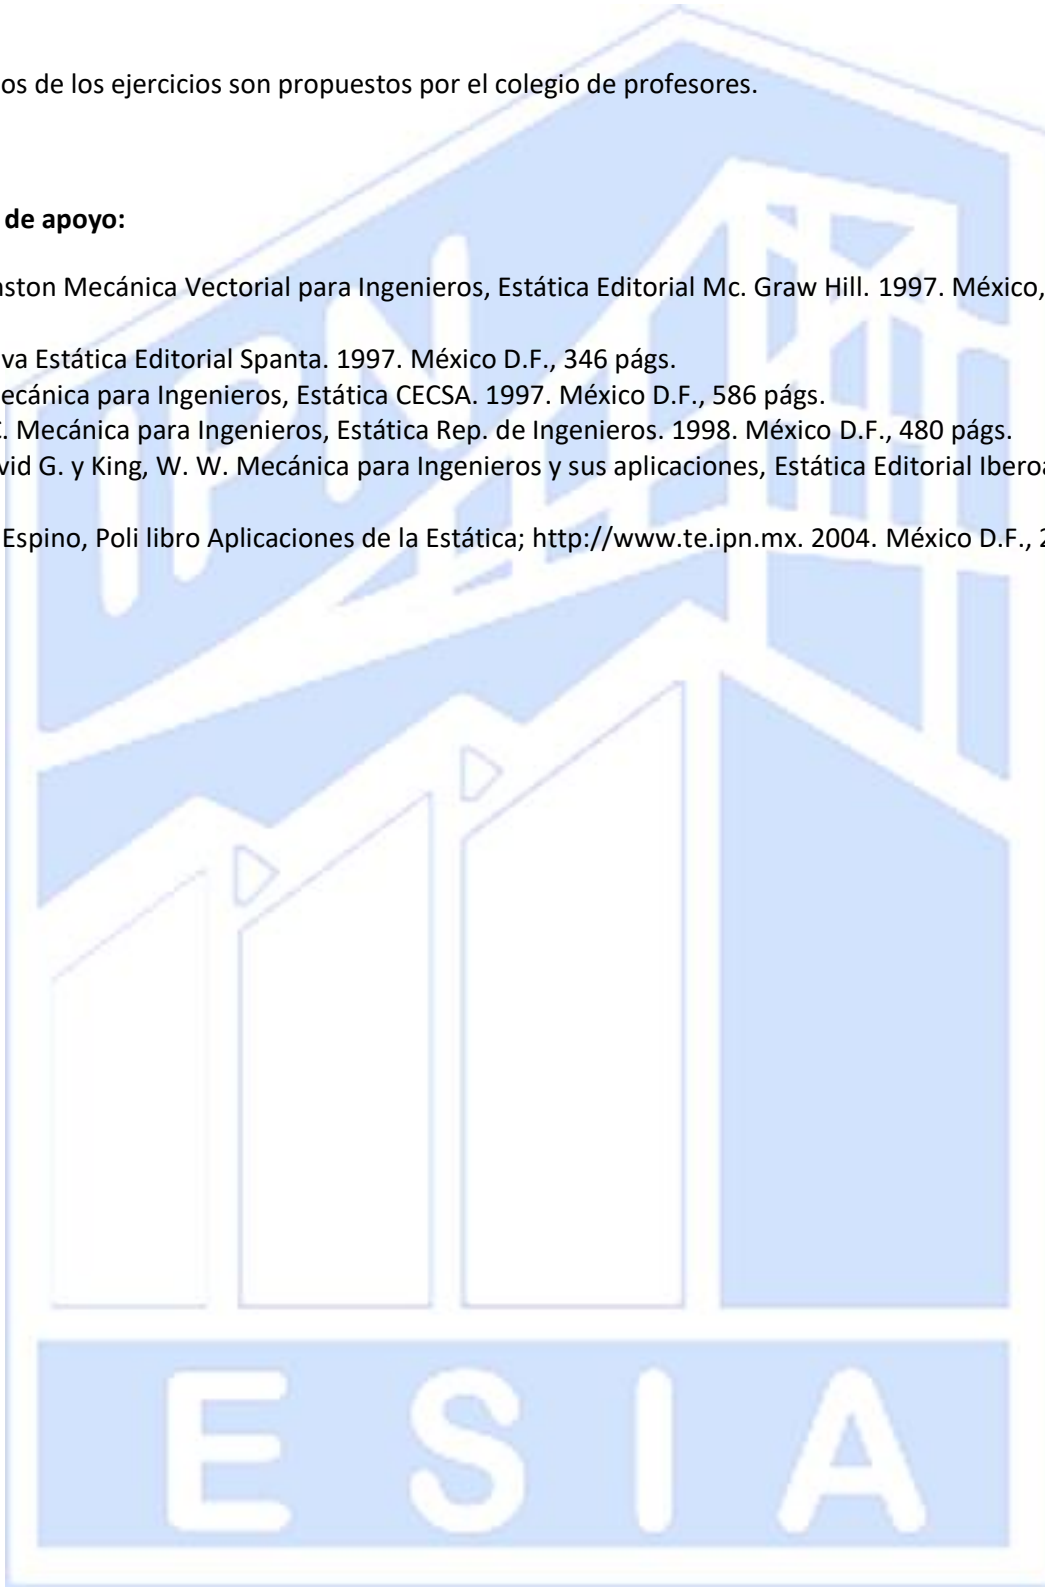 os de los ejercicios son propuestos por el colegio de profesores.
de apoyo:
nston Mecánica Vectorial para Ingenieros, Estática Editorial Mc. Graw Hill. 1997. México,
va Estática Editorial Spanta. 1997. México D.F., 346 págs.
ecánica para Ingenieros, Estática CECSA. 1997. México D.F., 586 págs.
C. Mecánica para Ingenieros, Estática Rep. de Ingenieros. 1998. México D.F., 480 págs.
vid G. y King, W. W. Mecánica para Ingenieros y sus aplicaciones, Estática Editorial Iberoa
Espino, Poli libro Aplicaciones de la Estática; http://www.te.ipn.mx. 2004. México D.F., 2
IPN
ESIA